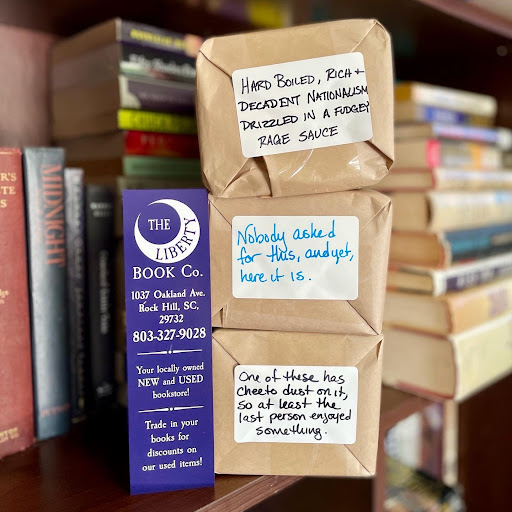 HARD BOILED, RICH +
DECADENT NATIONALISM
DRIZZLED IN A FUDGEY
RAGE SAUCE
Nobody asked
for this, and yet,
here it is.
One of these has
cheeto dust on it,
so at least the
last person enjoyed
something.
THE
LIBERTY
BOOK Co.
1037 Oakland Ave.
Rock Hill, SC,
29732
803-327-9028
Your locally owned
NEW and USED
bookstore!
Trade in your
books for
discounts on
our used items!
MIDNIGHT